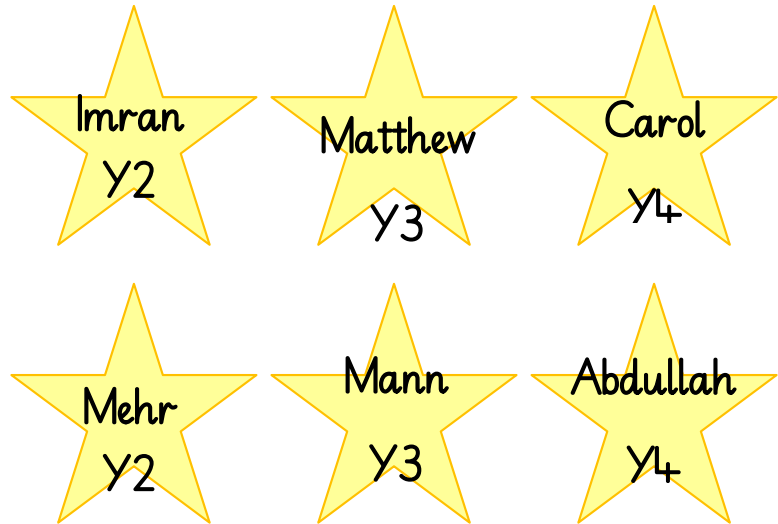 Imran
Y2
Matthew
Y3
Carol
Y4
Mehr
Y2
Mann
Y3
Abdullah
Y4